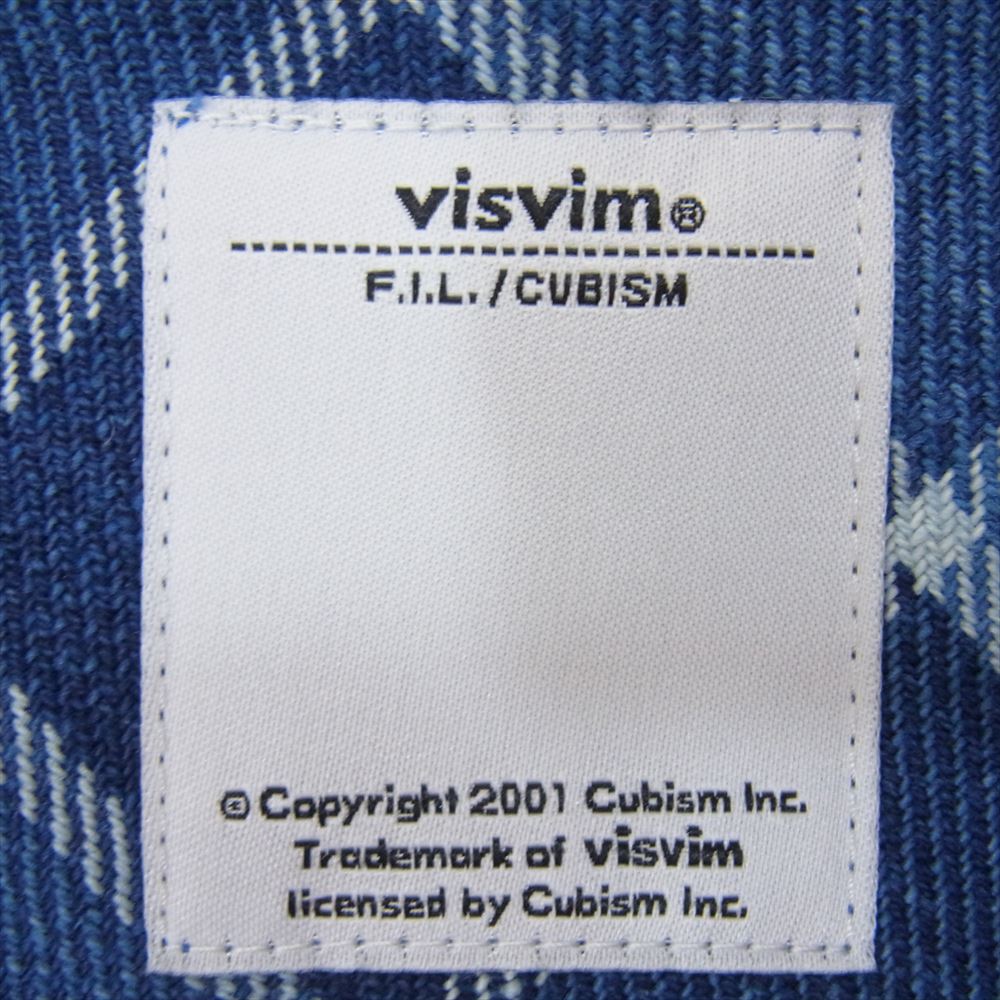 visvim®
F.I.L./CUBISM
© Copyright 2001 Cubism Inc.
Trademark of visvim
licensed by Cubism Inc.